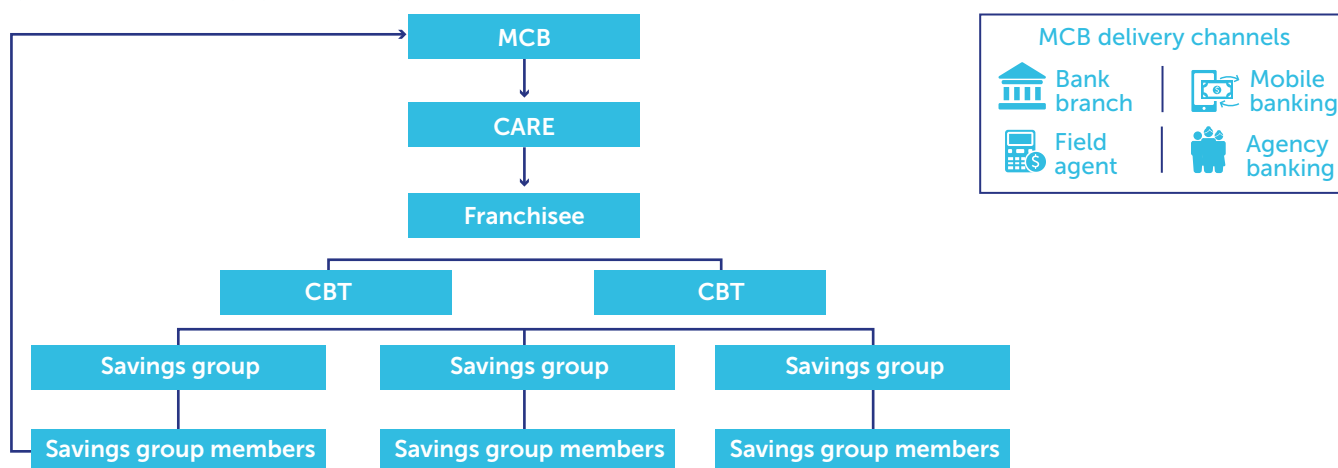 MCB
CARE
Franchisee
CBT
CBT
Savings group
Savings group
Savings group
Savings group members
Savings group members
Savings group members
MCB delivery channels
Bank
branch
Mobile
banking
Field
agent
Agency
banking